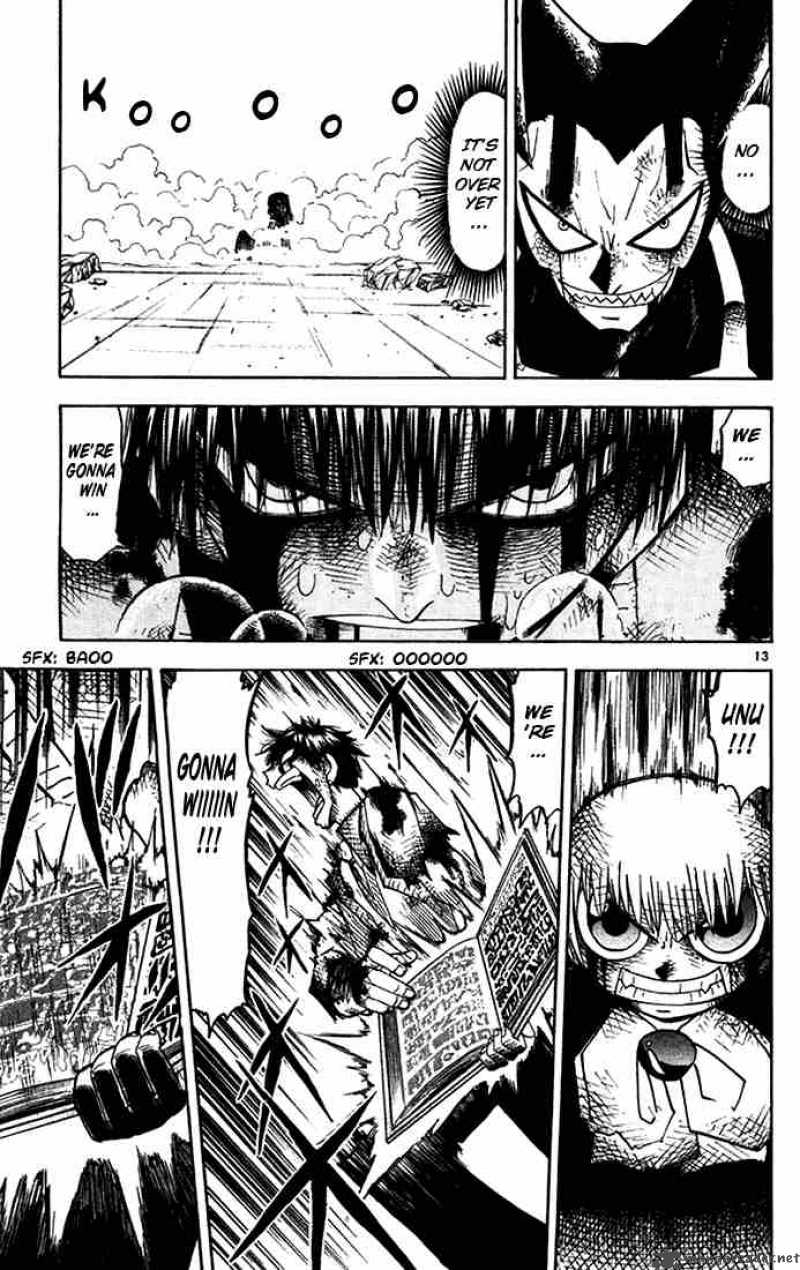 NO
...
IT'S
NOT
OVER
YET
...
KOOOOO
WE
...
WE'RE
GONNA
WIN
...
SFX: BAOO
SFX: OOOOOO
13
UNU
!!!
WE
'RE
...
GONNA
WIIIIIN
!!!